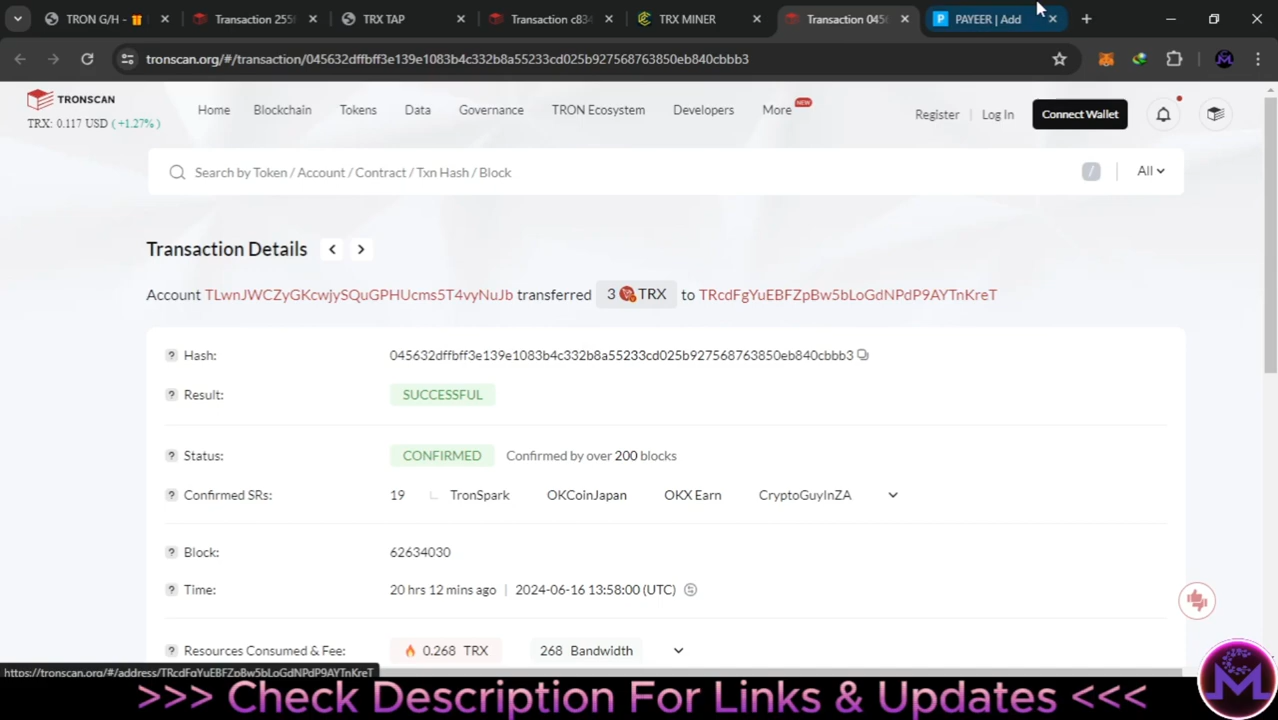 TRON G/H -
Transaction 255
TRX TAP
Transaction c834
TRX MINER
Transaction 045
PAYEER | Add
tronscan.org/#/transaction/045632dffbff3e139e1083b4c332b8a55233cd025b927568763850eb840cbbb3
TRONSCAN
TRX: 0.117 USD ( +1.27% )
Home
Blockchain
Tokens
Data
Governance
TRON Ecosystem
Developers
More
NEW
Register | Log In
Connect Wallet
Search by Token / Account / Contract / Txn Hash / Block
/
All
Transaction Details
Account TLwnJWCZyGKcwjySQuGPHUcms5T4vyNuJb transferred 3 TRX to TRcdFgYuEBFZpBw5bLoGdNPdP9AYTnKreT
? Hash: 045632dffbff3e139e1083b4c332b8a55233cd025b927568763850eb840cbbb3
? Result: SUCCESSFUL
? Status: CONFIRMED Confirmed by over 200 blocks
? Confirmed SRs: 19 TronSpark OKCoinJapan OKX Earn CryptoGuyInZA
? Block: 62634030
? Time: 20 hrs 12 mins ago | 2024-06-16 13:58:00 (UTC)
? Resources Consumed & Fee: 0.268 TRX 268 Bandwidth
https://tronscan.org/#/address/TRcdFgYuEBFZpBw5bLoGdNPdP9AYTnKreT
>>> Check Description For Links & Updates <<<